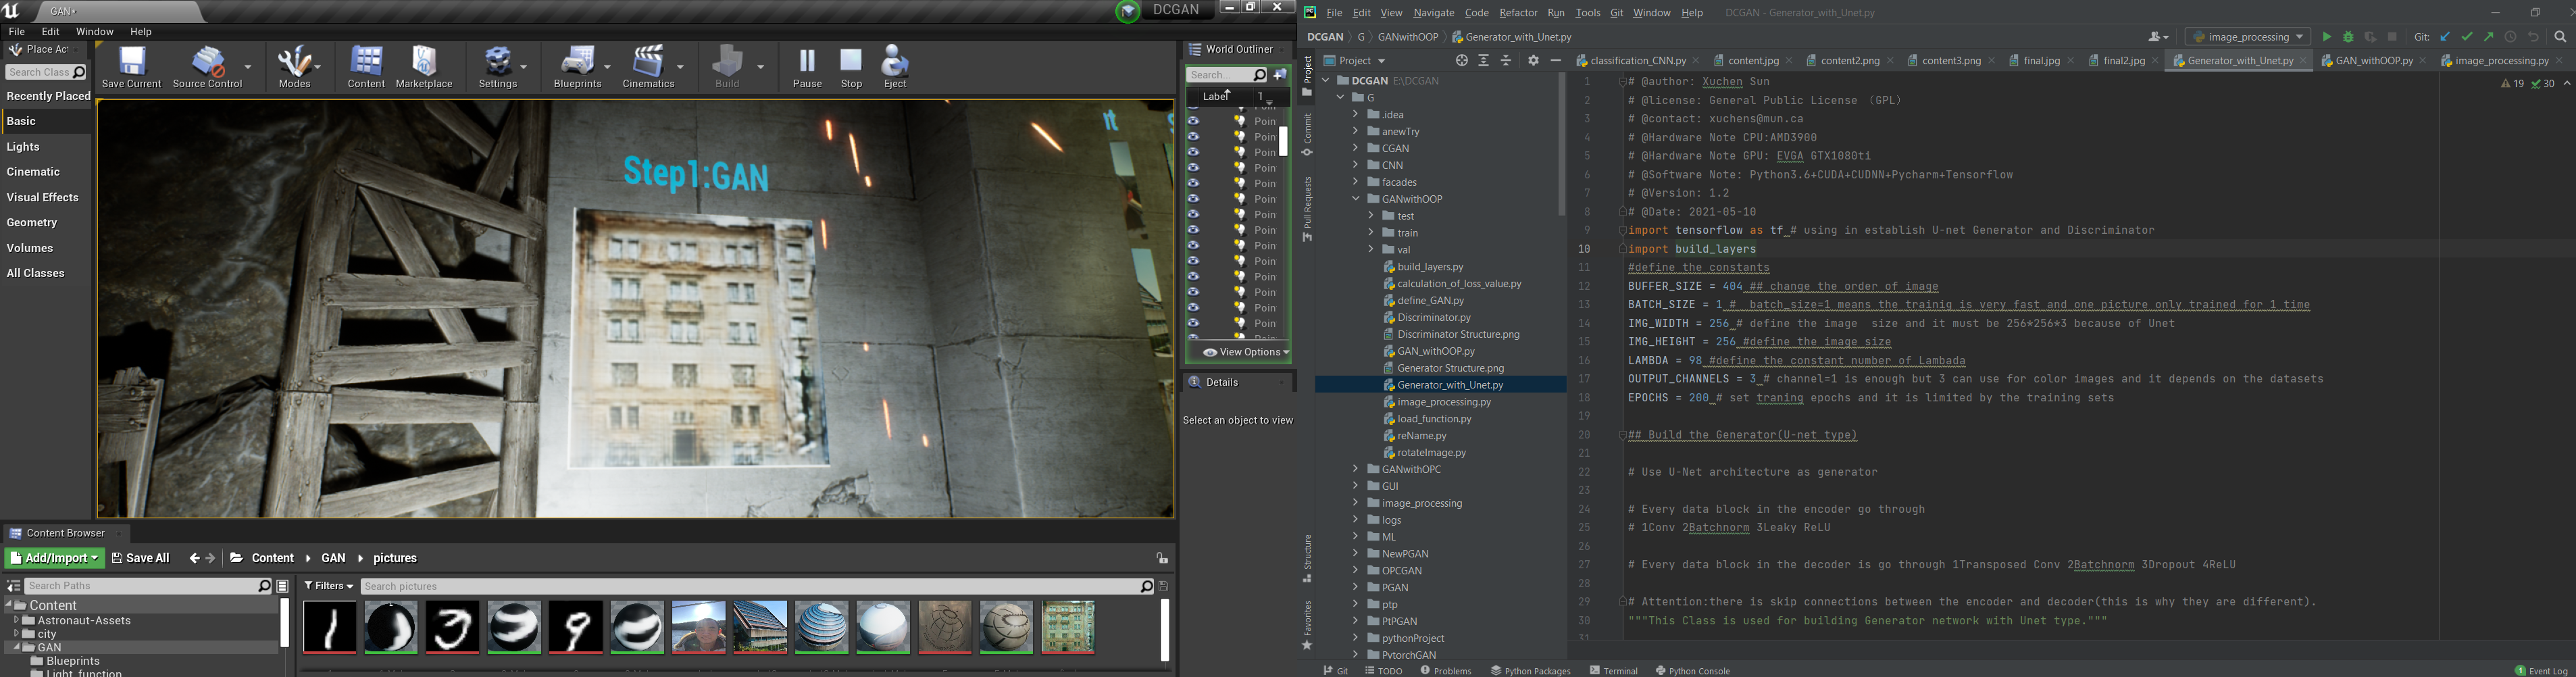 GAN•
DCGAN
File Edit Window Help
Place Act
Search Class
Recently Placed
Basic
Lights
Cinematic
Visual Effects
Geometry
Volumes
All Classes
Save Current
Source Control
Modes
Content
Marketplace
Settings
Blueprints
Cinematics
Build
Pause
Stop
Eject
Step1:GAN
World Outliner
Search...
Label
Poin
Poin
Poin
Poin
Poin
Poin
Poin
Poin
Poin
Poin
Poin
Poin
Poin
Poin
View Options
Details
Select an object to view
Content Browser
Add/Import Save All Content GAN pictures
Search Paths
Filters Search pictures
Content
Astronaut-Assets
city
GAN
Blueprints
Light_function
File Edit View Navigate Code Refactor Run Tools Git Window Help DCGAN - Generator_with_Unet.py
DCGAN G GANwithOOP Generator_with_Unet.py
image_processing Git:
Project
classification_CNN.py content.jpg content2.png content3.png final.jpg final2.jpg Generator_with_Unet.py GAN_withOOP.py image_processing.py
Project
Commit
Pull Requests
Structure
Favorites
DCGAN E:\DCGAN
G
.idea
anewTry
CGAN
CNN
facades
GANwithOOP
test
train
val
build_layers.py
calculation_of_loss_value.py
define_GAN.py
Discriminator.py
Discriminator Structure.png
GAN_withOOP.py
Generator Structure.png
Generator_with_Unet.py
image_processing.py
load_function.py
reName.py
rotateImage.py
GANwithOPC
GUI
image_processing
logs
ML
NewPGAN
OPCGAN
PGAN
ptp
PtPGAN
pythonProject
PytorchGAN
19 30
1 # @author: Xuchen Sun
2 # @license: General Public License （GPL）
3 # @contact: xuchens@mun.ca
4 # @Hardware Note CPU:AMD3900
5 # @Hardware Note GPU: EVGA GTX1080ti
6 # @Software Note: Python3.6+CUDA+CUDNN+Pycharm+Tensorflow
7 # @Version: 1.2
8 # @Date: 2021-05-10
9 import tensorflow as tf # using in establish U-net Generator and Discriminator
10 import build_layers
11 #define the constants
12 BUFFER_SIZE = 404 ## change the order of image
13 BATCH_SIZE = 1 #  batch_size=1 means the trainig is very fast and one picture only trained for 1 time
14 IMG_WIDTH = 256 # define the image  size and it must be 256*256*3 because of Unet
15 IMG_HEIGHT = 256 #define the image size
16 LAMBDA = 98 #define the constant number of Lambada
17 OUTPUT_CHANNELS = 3 # channel=1 is enough but 3 can use for color images and it depends on the datasets
18 EPOCHS = 200 # set traning epochs and it is limited by the training sets
19
20 ## Build the Generator(U-net type)
21
22 # Use U-Net architecture as generator
23
24 # Every data block in the encoder go through
25 # 1Conv 2Batchnorm 3Leaky ReLU
26
27 # Every data block in the decoder is go through 1Transposed Conv 2Batchnorm 3Dropout 4ReLU
28
29 # Attention:there is skip connections between the encoder and decoder(this is why they are different).
30 """This Class is used for building Generator network with Unet type."""
31
Git TODO Problems Python Packages Terminal Python Console Event Log